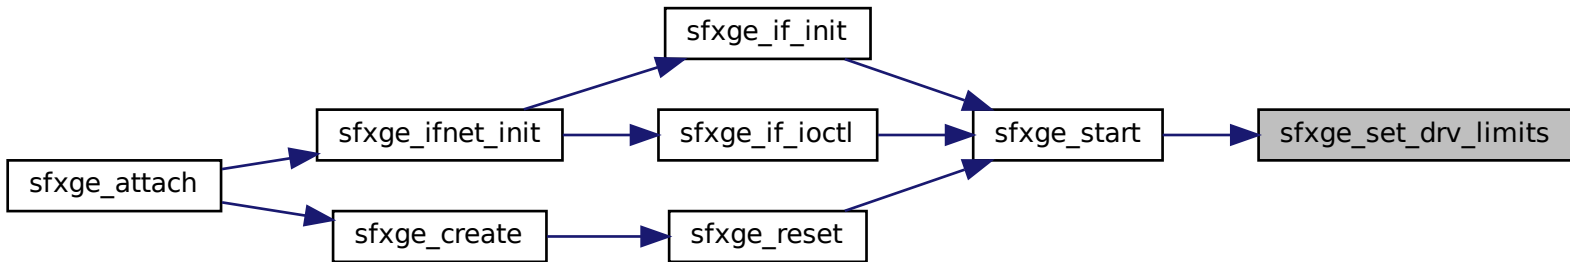 sfxge_if_init
sfxge_ifnet_init
sfxge_if_ioctl
sfxge_start
sfxge_set_drv_limits
sfxge_attach
sfxge_create
sfxge_reset